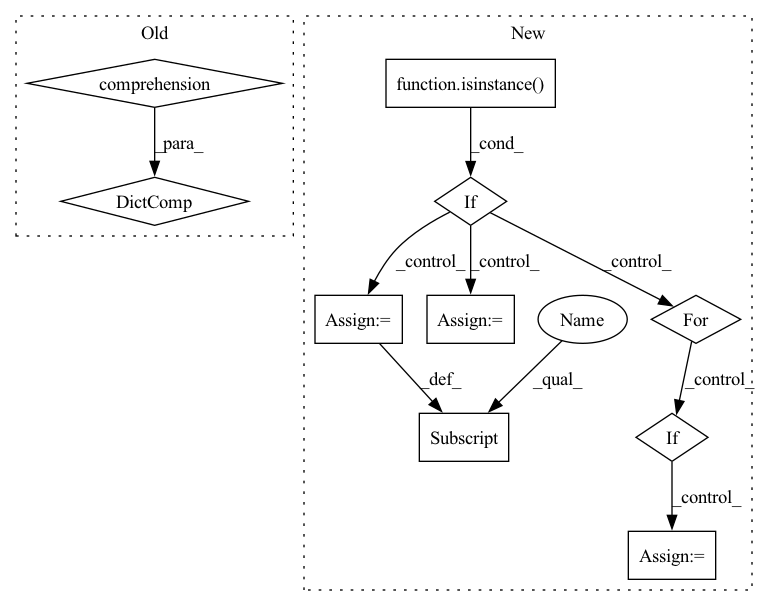 Old
New
comprehension
function.isinstance()
_para_
_cond_
DictComp
If
_control_
_control_
_control_
Assign:=
Assign:=
Name
For
_def_
_qual_
_control_
Subscript
If
_control_
Assign:=